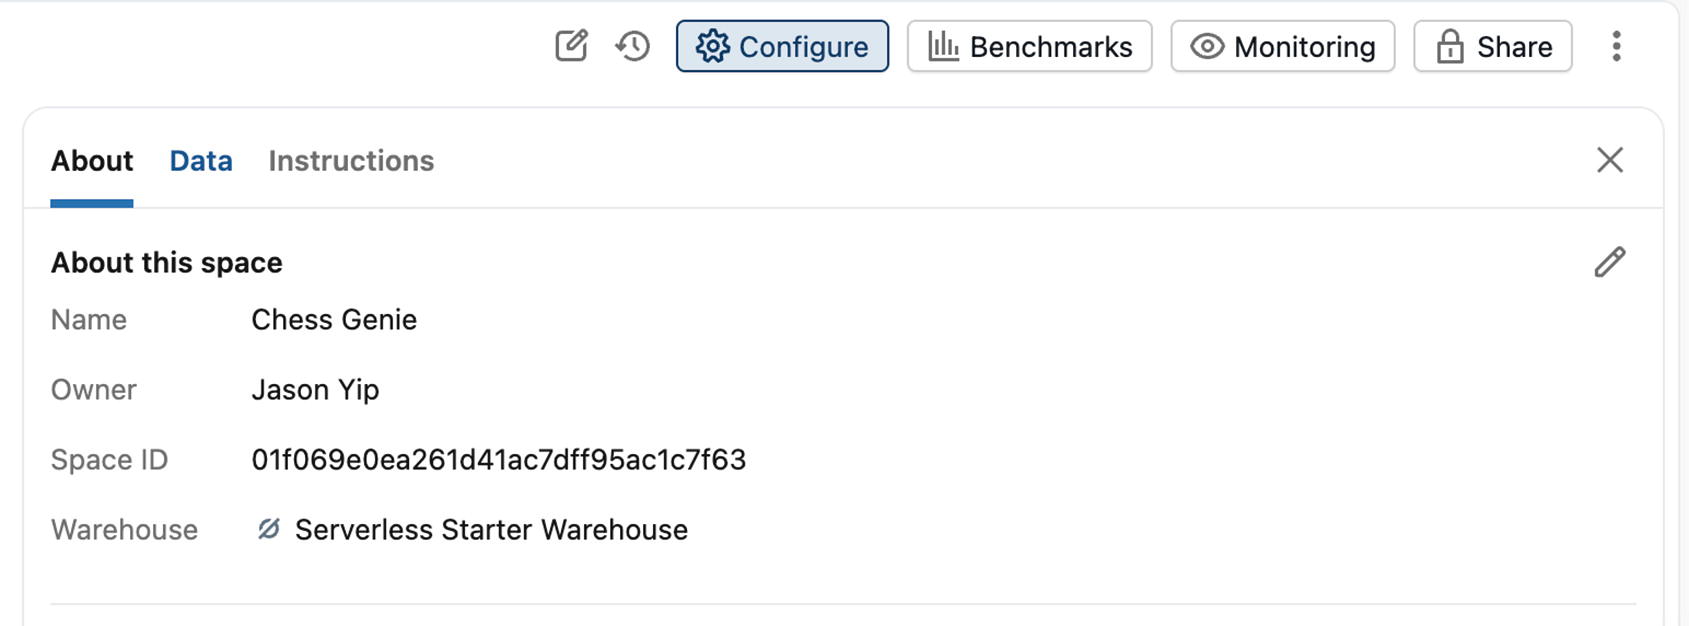 Configure Benchmarks Monitoring Share
About Data Instructions
About this space
Name Chess Genie
Owner Jason Yip
Space ID 01f069e0ea261d41ac7dff95ac1c7f63
Warehouse Serverless Starter Warehouse